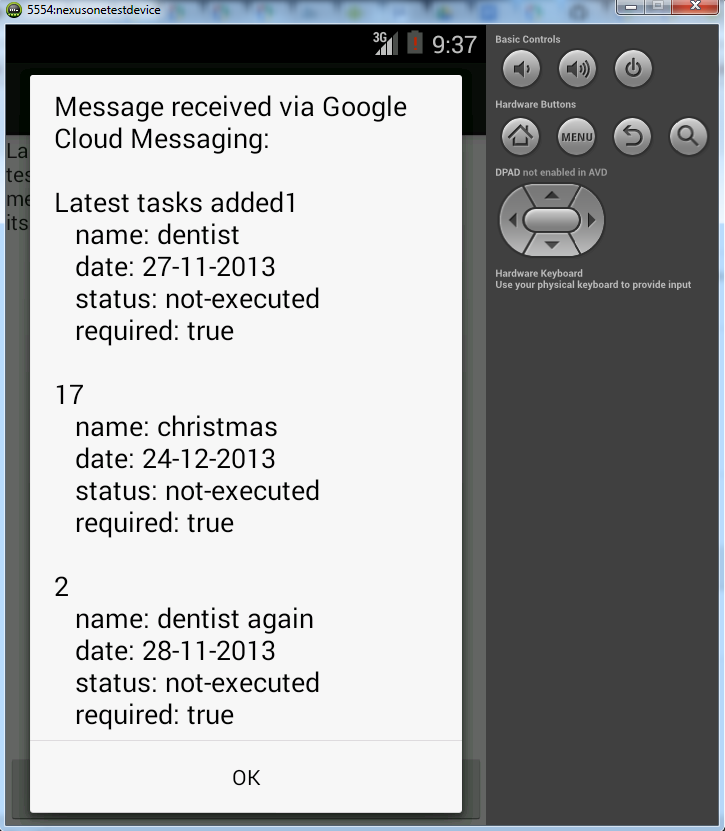 5554:nexusonetestdevice
3G
9:37
Message received via Google
Cloud Messaging:
Latest tasks added1
name: dentist
date: 27-11-2013
status: not-executed
required: true
17
name: christmas
date: 24-12-2013
status: not-executed
required: true
2
name: dentist again
date: 28-11-2013
status: not-executed
required: true
OK
La
tes
me
its
Basic Controls
Hardware Buttons
MENU
DPAD not enabled in AVD
Hardware Keyboard
Use your physical keyboard to provide input